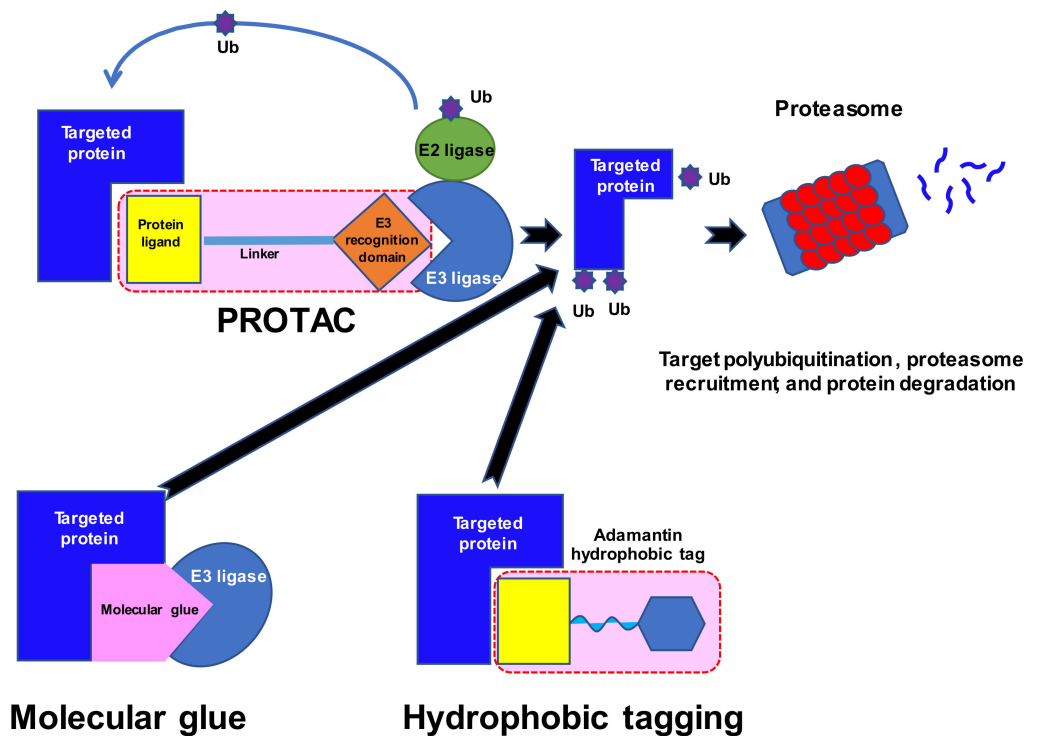 Ub
Ub
Targeted
protein
E2 ligase
Protein
ligand
Linker
E3
recognition
domain
E3 ligase
PROTAC
Targeted
protein
Ub
Ub
Ub
Proteasome
Target polyubiquitination , proteasome
recruitment, and protein degradation
Targeted
protein
E3 ligase
Molecular glue
Molecular glue
Targeted
protein
Adamantin
hydrophobic tag
Hydrophobic tagging